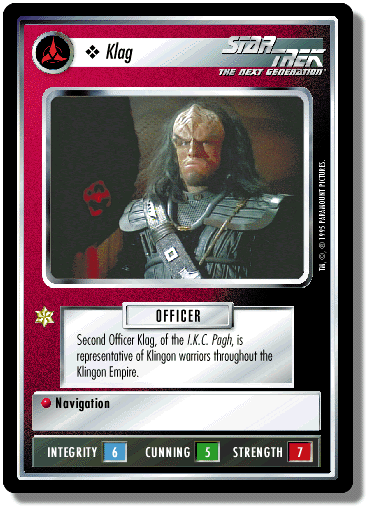 ❖ Klag
STAR TREK
THE NEXT GENERATION
TM, ©, ® 1995 PARAMOUNT PICTURES.
OFFICER
Second Officer Klag, of the I.K.C. Pagh, is
representative of Klingon warriors throughout the
Klingon Empire.
Navigation
INTEGRITY 6 CUNNING 5 STRENGTH 7